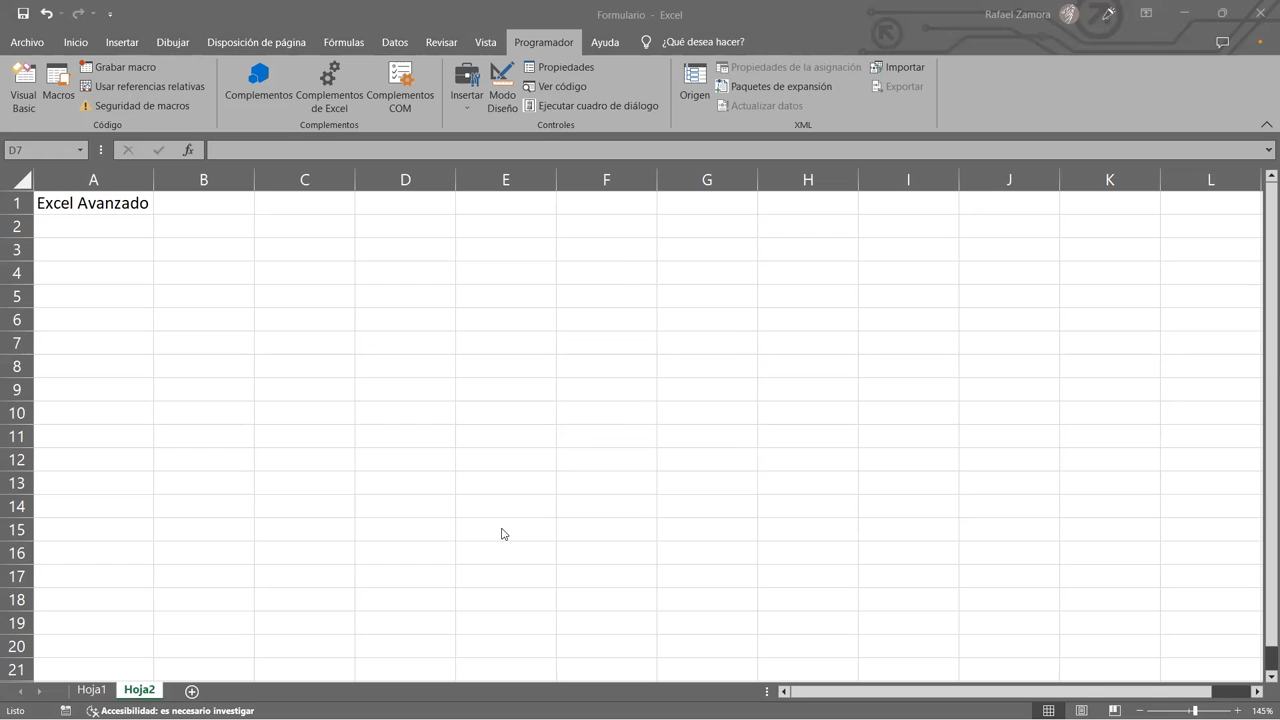 Formulario - Excel
Rafael Zamora
Archivo Inicio Insertar Dibujar Disposición de página Fórmulas Datos Revisar Vista Programador Ayuda ¿Qué desea hacer?
Visual Basic
Macros
Grabar macro
Usar referencias relativas
Seguridad de macros
Código
Complementos
Complementos de Excel
Complementos COM
Complementos
Insertar
Modo Diseño
Propiedades
Ver código
Ejecutar cuadro de diálogo
Controles
Origen
Propiedades de la asignación
Paquetes de expansión
Actualizar datos
Importar
Exportar
XML
D7
fx
A B C D E F G H I J K L
1 Excel Avanzado
2
3
4
5
6
7
8
9
10
11
12
13
14
15
16
17
18
19
20
21
Hoja1 Hoja2
Listo
Accesibilidad: es necesario investigar
145%